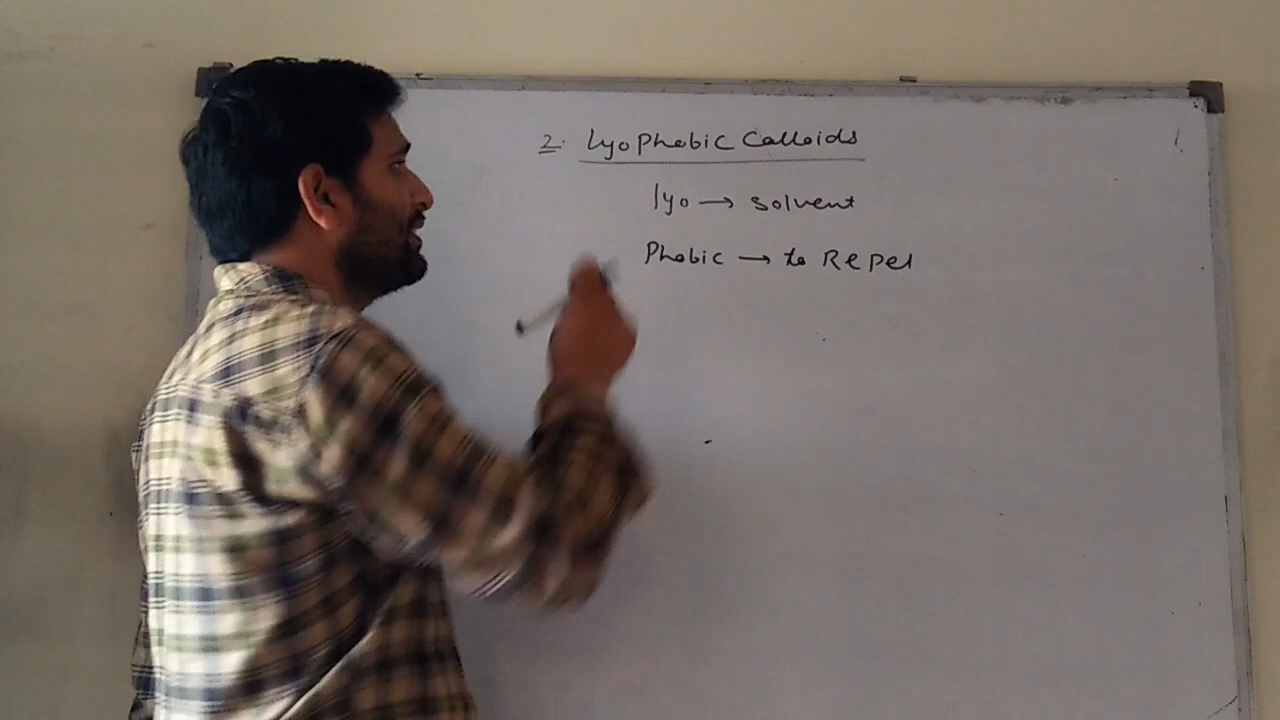 2. Lyophobic Colloids
lyo → solvent
Phobic → to Repel